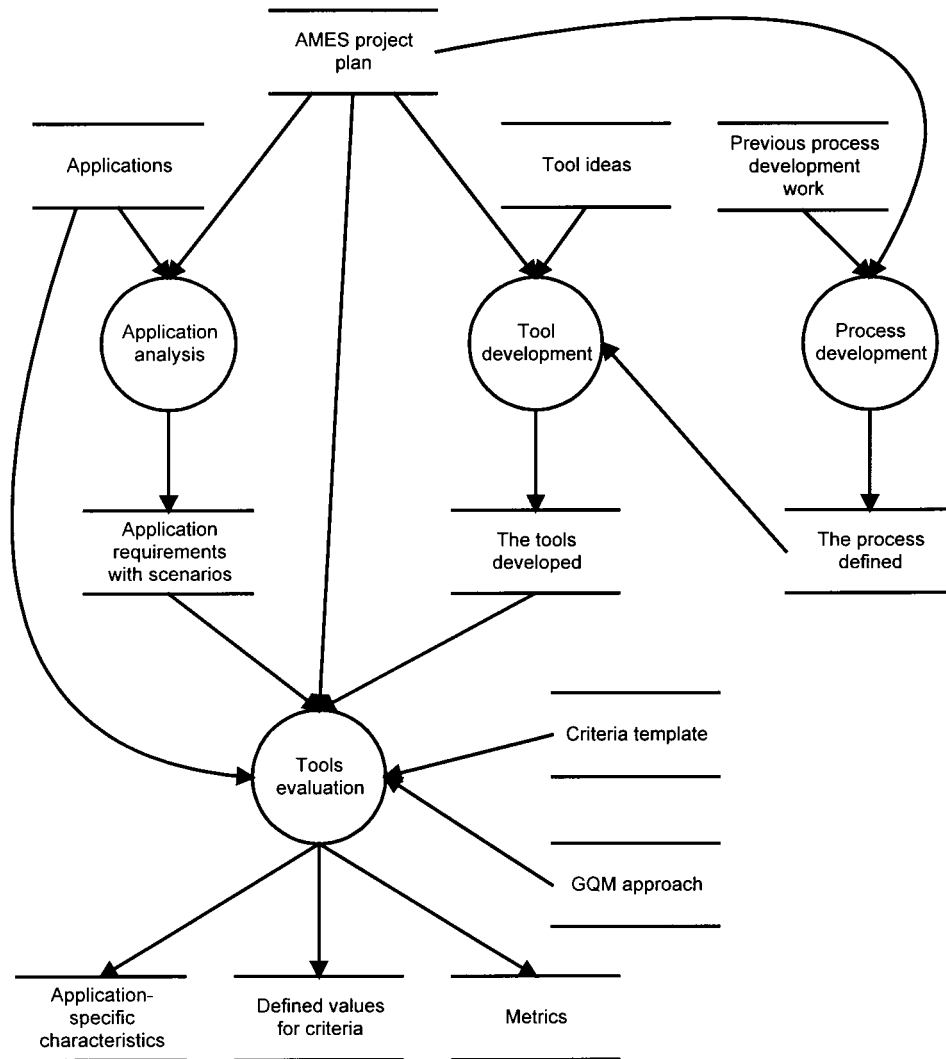 AMES project
plan
Applications
Tool ideas
Previous process
development
work
Application
analysis
Tool
development
Process
development
Application
requirements
with scenarios
The tools
developed
The process
defined
Criteria template
Tools
evaluation
GQM approach
Application-
specific
characteristics
Defined values
for criteria
Metrics